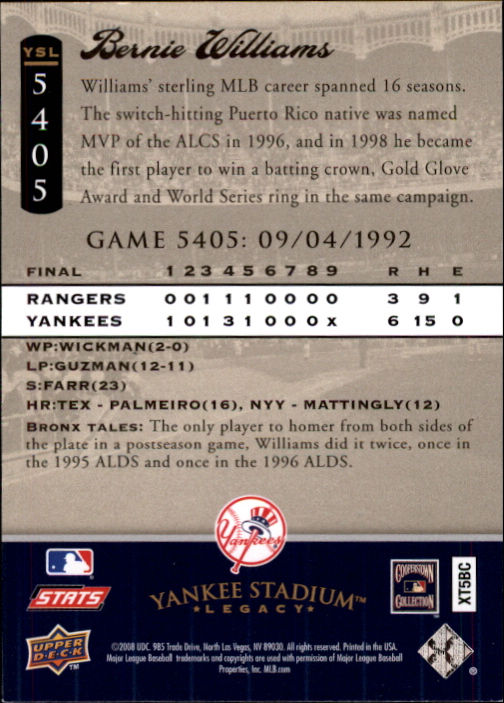 YSL
5405
Bernie Williams
Williams' sterling MLB career spanned 16 seasons.
The switch-hitting Puerto Rico native was named
MVP of the ALCS in 1996, and in 1998 he became
the first player to win a batting crown, Gold Glove
Award and World Series ring in the same campaign.
GAME 5405: 09/04/1992
FINAL 1 2 3 4 5 6 7 8 9 R H E
RANGERS 0 0 1 1 1 0 0 0 0 3 9 1
YANKEES 1 0 1 3 1 0 0 0 x 6 15 0
WP:WICKMAN(2-0)
LP:GUZMAN(12-11)
S:FARR(23)
HR:TEX - PALMEIRO(16), NYY - MATTINGLY(12)
BRONX TALES: The only player to homer from both sides of
the plate in a postseason game, Williams did it twice, once in
the 1995 ALDS and once in the 1996 ALDS.
Yankees
STATS
YANKEE STADIUM™
LEGACY
COOPERSTOWN
COLLECTION
XT5BC
UPPER
DECK™
©2008 UDC. 985 Trade Drive, North Las Vegas, NV 89030. All rights reserved. Printed in the USA.
Major League Baseball trademarks and copyrights are used with permission of Major League Baseball
Properties, Inc. MLB.com
®